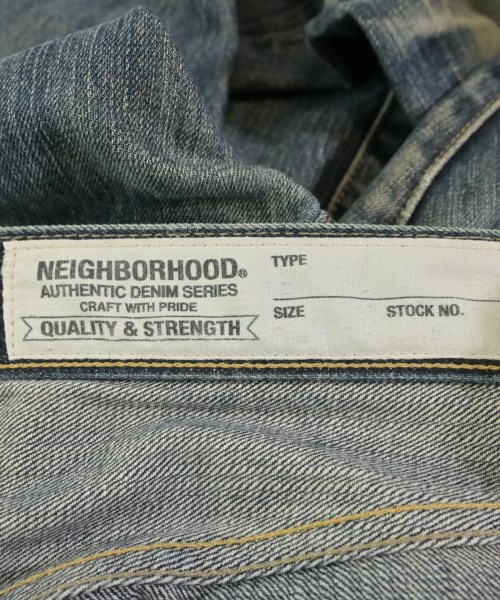 NEIGHBORHOOD®
AUTHENTIC DENIM SERIES
CRAFT WITH PRIDE
QUALITY & STRENGTH
TYPE
SIZE STOCK NO.